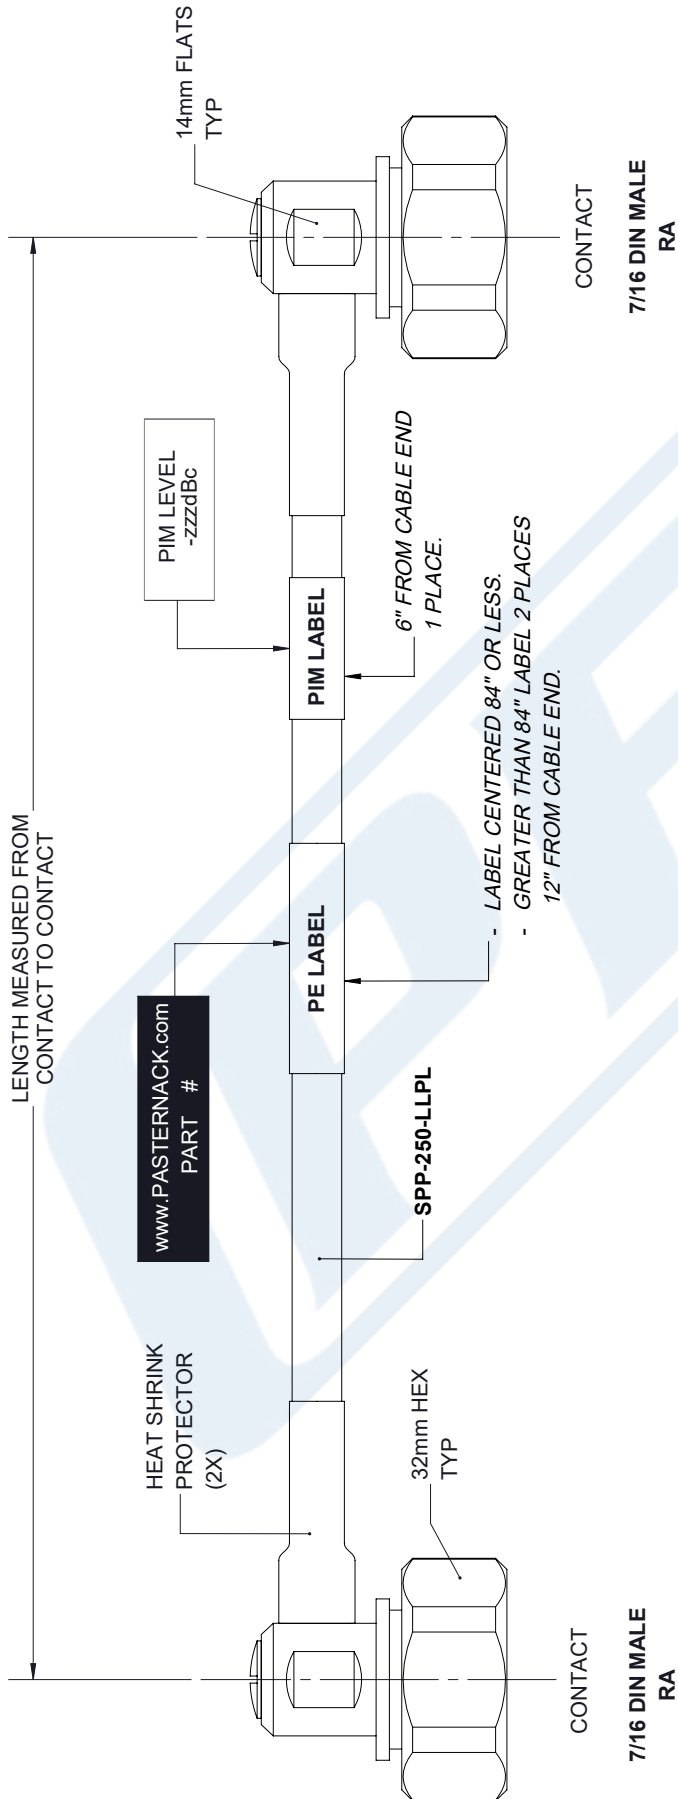 LENGTH MEASURED FROM
CONTACT TO CONTACT
HEAT SHRINK
PROTECTOR
(2X)
www.PASTERNACK.com
PART #
PIM LEVEL
-zzzdBc
14mm FLATS
TYP
PE LABEL
PIM LABEL
32mm HEX
TYP
SPP-250-LLPL
- LABEL CENTERED 84" OR LESS.
- GREATER THAN 84" LABEL 2 PLACES
12" FROM CABLE END.
6" FROM CABLE END
1 PLACE.
CONTACT
7/16 DIN MALE
RA
CONTACT
7/16 DIN MALE
RA